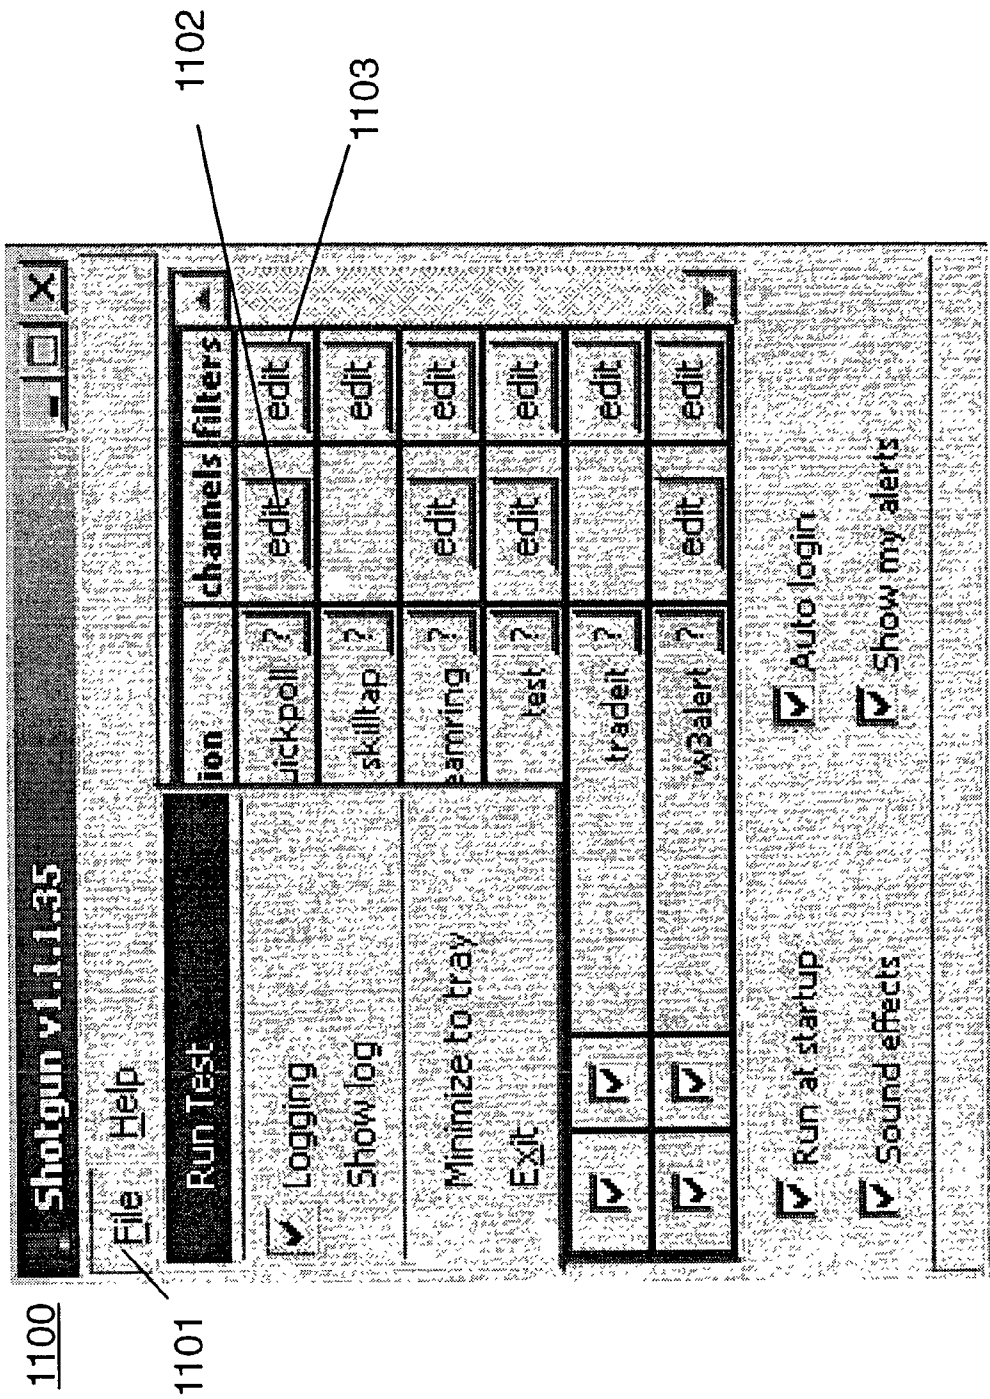 1100
1101
1102
1103
Shotgun v1.1.1.35
File Help
Run Test
Logging
Show log
Minimize to tray
Exit
ion channels filters
uickpoll ? edit edit
skilltap ? edit
eamring ? edit edit
test ? edit edit
tradeit ? edit
w3alert ? edit edit
Run at startup Auto login
Sound effects Show my alerts